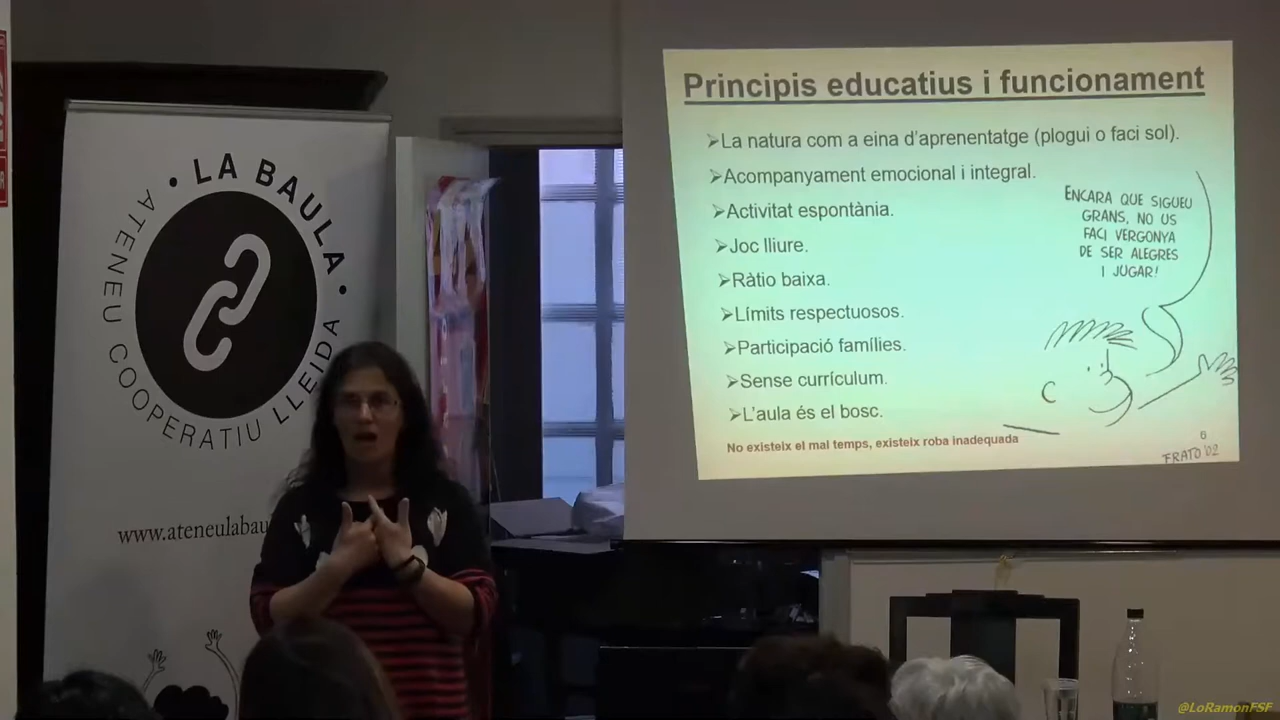 LA BAULA
ATENEU COOPERATIU LLEIDA
www.ateneulabau
Principis educatius i funcionament
La natura com a eina d'aprenentatge (plogui o faci sol).
Acompanyament emocional i integral.
Activitat espontània.
Joc lliure.
Ràtio baixa.
Límits respectuosos.
Participació famílies.
Sense currículum.
L'aula és el bosc.
No existeix el mal temps, existeix roba inadequada
ENCARA QUE SIGUEU
GRANS, NO US
FACI VERGONYA
DE SER ALEGRES
I JUGAR!
6
FRATO '02
@LoRamonFSF